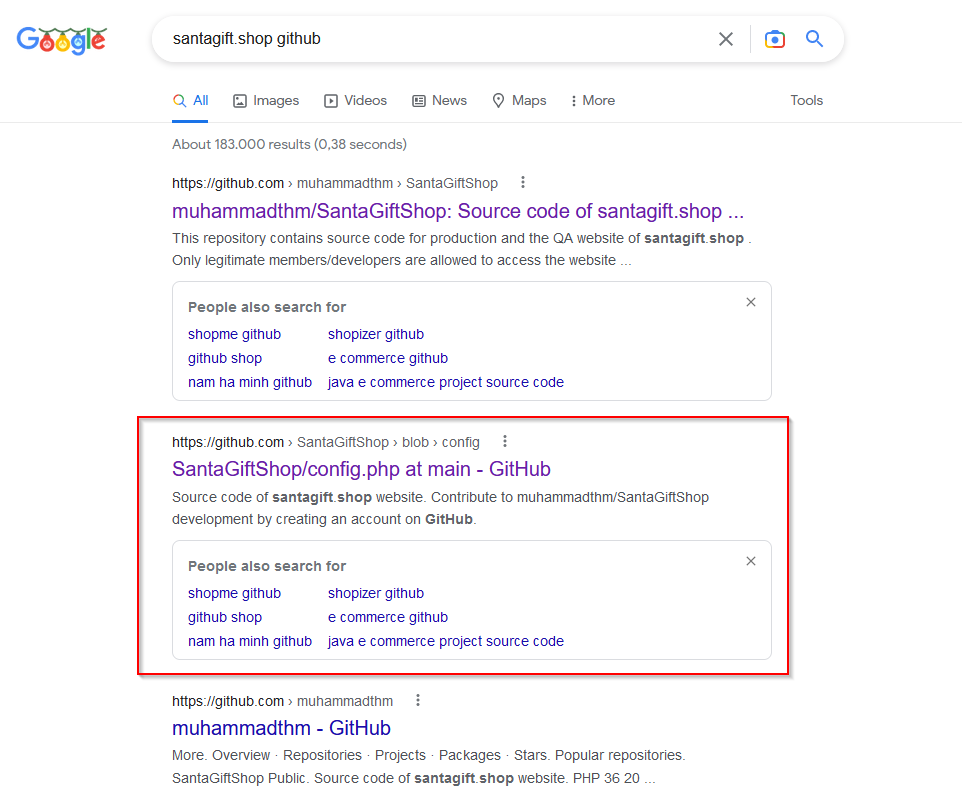 Google
santagift.shop github
All Images Videos News Maps More Tools
About 183.000 results (0,38 seconds)
https://github.com › muhammadthm › SantaGiftShop
muhammadthm/SantaGiftShop: Source code of santagift.shop ...
This repository contains source code for production and the QA website of santagift.shop .
Only legitimate members/developers are allowed to access the website ...
People also search for
shopme github shopizer github
github shop e commerce github
nam ha minh github java e commerce project source code
https://github.com › SantaGiftShop › blob › config
SantaGiftShop/config.php at main - GitHub
Source code of santagift.shop website. Contribute to muhammadthm/SantaGiftShop
development by creating an account on GitHub.
People also search for
shopme github shopizer github
github shop e commerce github
nam ha minh github java e commerce project source code
https://github.com › muhammadthm
muhammadthm - GitHub
More. Overview · Repositories · Projects · Packages · Stars. Popular repositories.
SantaGiftShop Public. Source code of santagift.shop website. PHP 36 20 ...